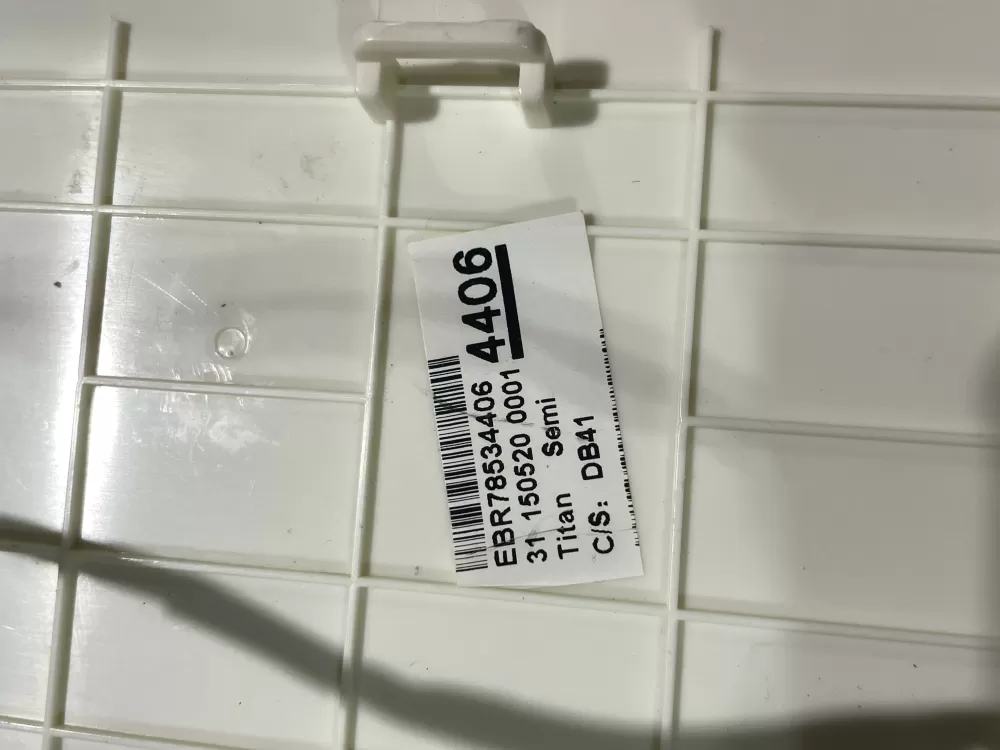 4406
EBR78534406
31 150520 0001
Titan Semi
C/S: DB41